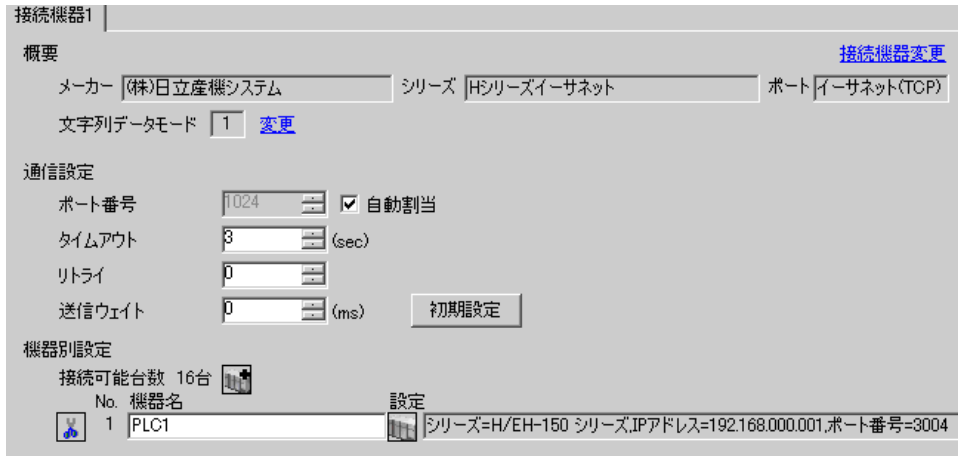 接続機器1
概要 接続機器変更
メーカー (株)日立産機システム シリーズ Hシリーズイーサネット ポート イーサネット(TCP)
文字列データモード 1 変更
通信設定
ポート番号 1024 自動割当
タイムアウト 3 (sec)
リトライ 0
送信ウェイト 0 (ms) 初期設定
機器別設定
接続可能台数 16台
No. 機器名 設定
1 PLC1 シリーズ=H/EH-150 シリーズ,IPアドレス=192.168.000.001,ポート番号=3004